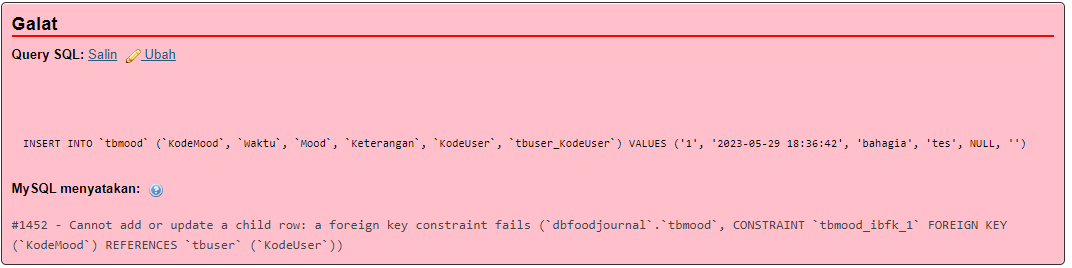 Galat
Query SQL: Salin Ubah
INSERT INTO `tbmood` (`KodeMood`, `Waktu`, `Mood`, `Keterangan`, `KodeUser`, `tbuser_KodeUser`) VALUES ('1', '2023-05-29 18:36:42', 'bahagia', 'tes', NULL, '')
MySQL menyatakan:
#1452 - Cannot add or update a child row: a foreign key constraint fails (`dbfoodjournal`.`tbmood`, CONSTRAINT `tbmood_ibfk_1` FOREIGN KEY
(`KodeMood`) REFERENCES `tbuser` (`KodeUser`))